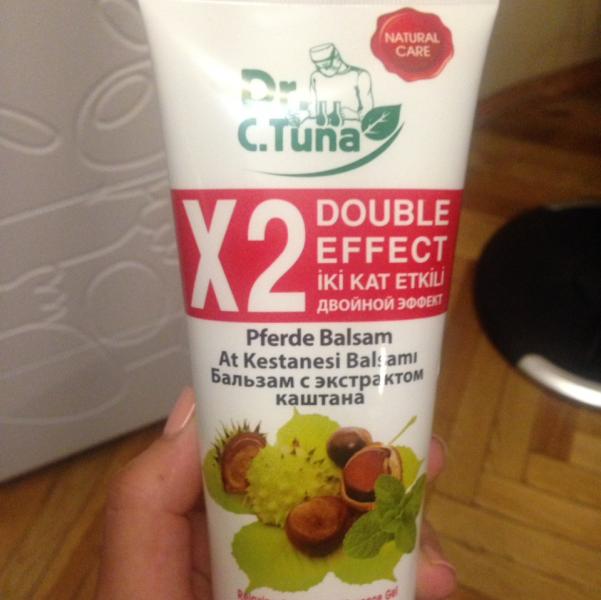 NATURAL
CARE
Dr.
C.Tuna
X2
DOUBLE
EFFECT
İKİ KAT ETKİLİ
ДВОЙНОЙ ЭФФЕКТ
Pferde Balsam
At Kestanesi Balsamı
Бальзам с экстрактом
каштана